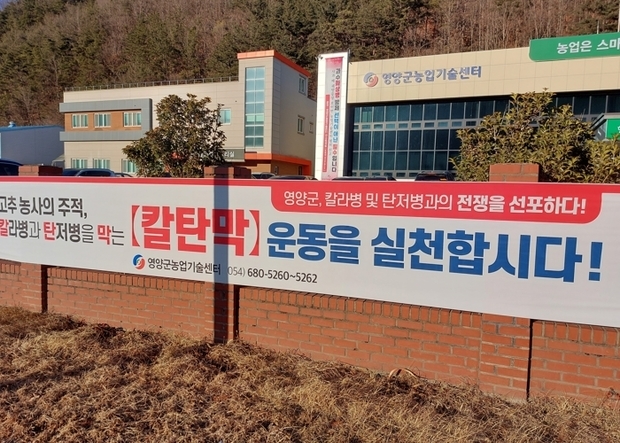 영양군농업기술센터
농업은 스마
영양군, 칼라병 및 탄저병과의 전쟁을 선포하다!
고추 농사의 주적,
칼라병과 탄저병을 막는
【칼탄막】 운동을 실천합시다!
영양군농업기술센터 (054) 680-5260~5262